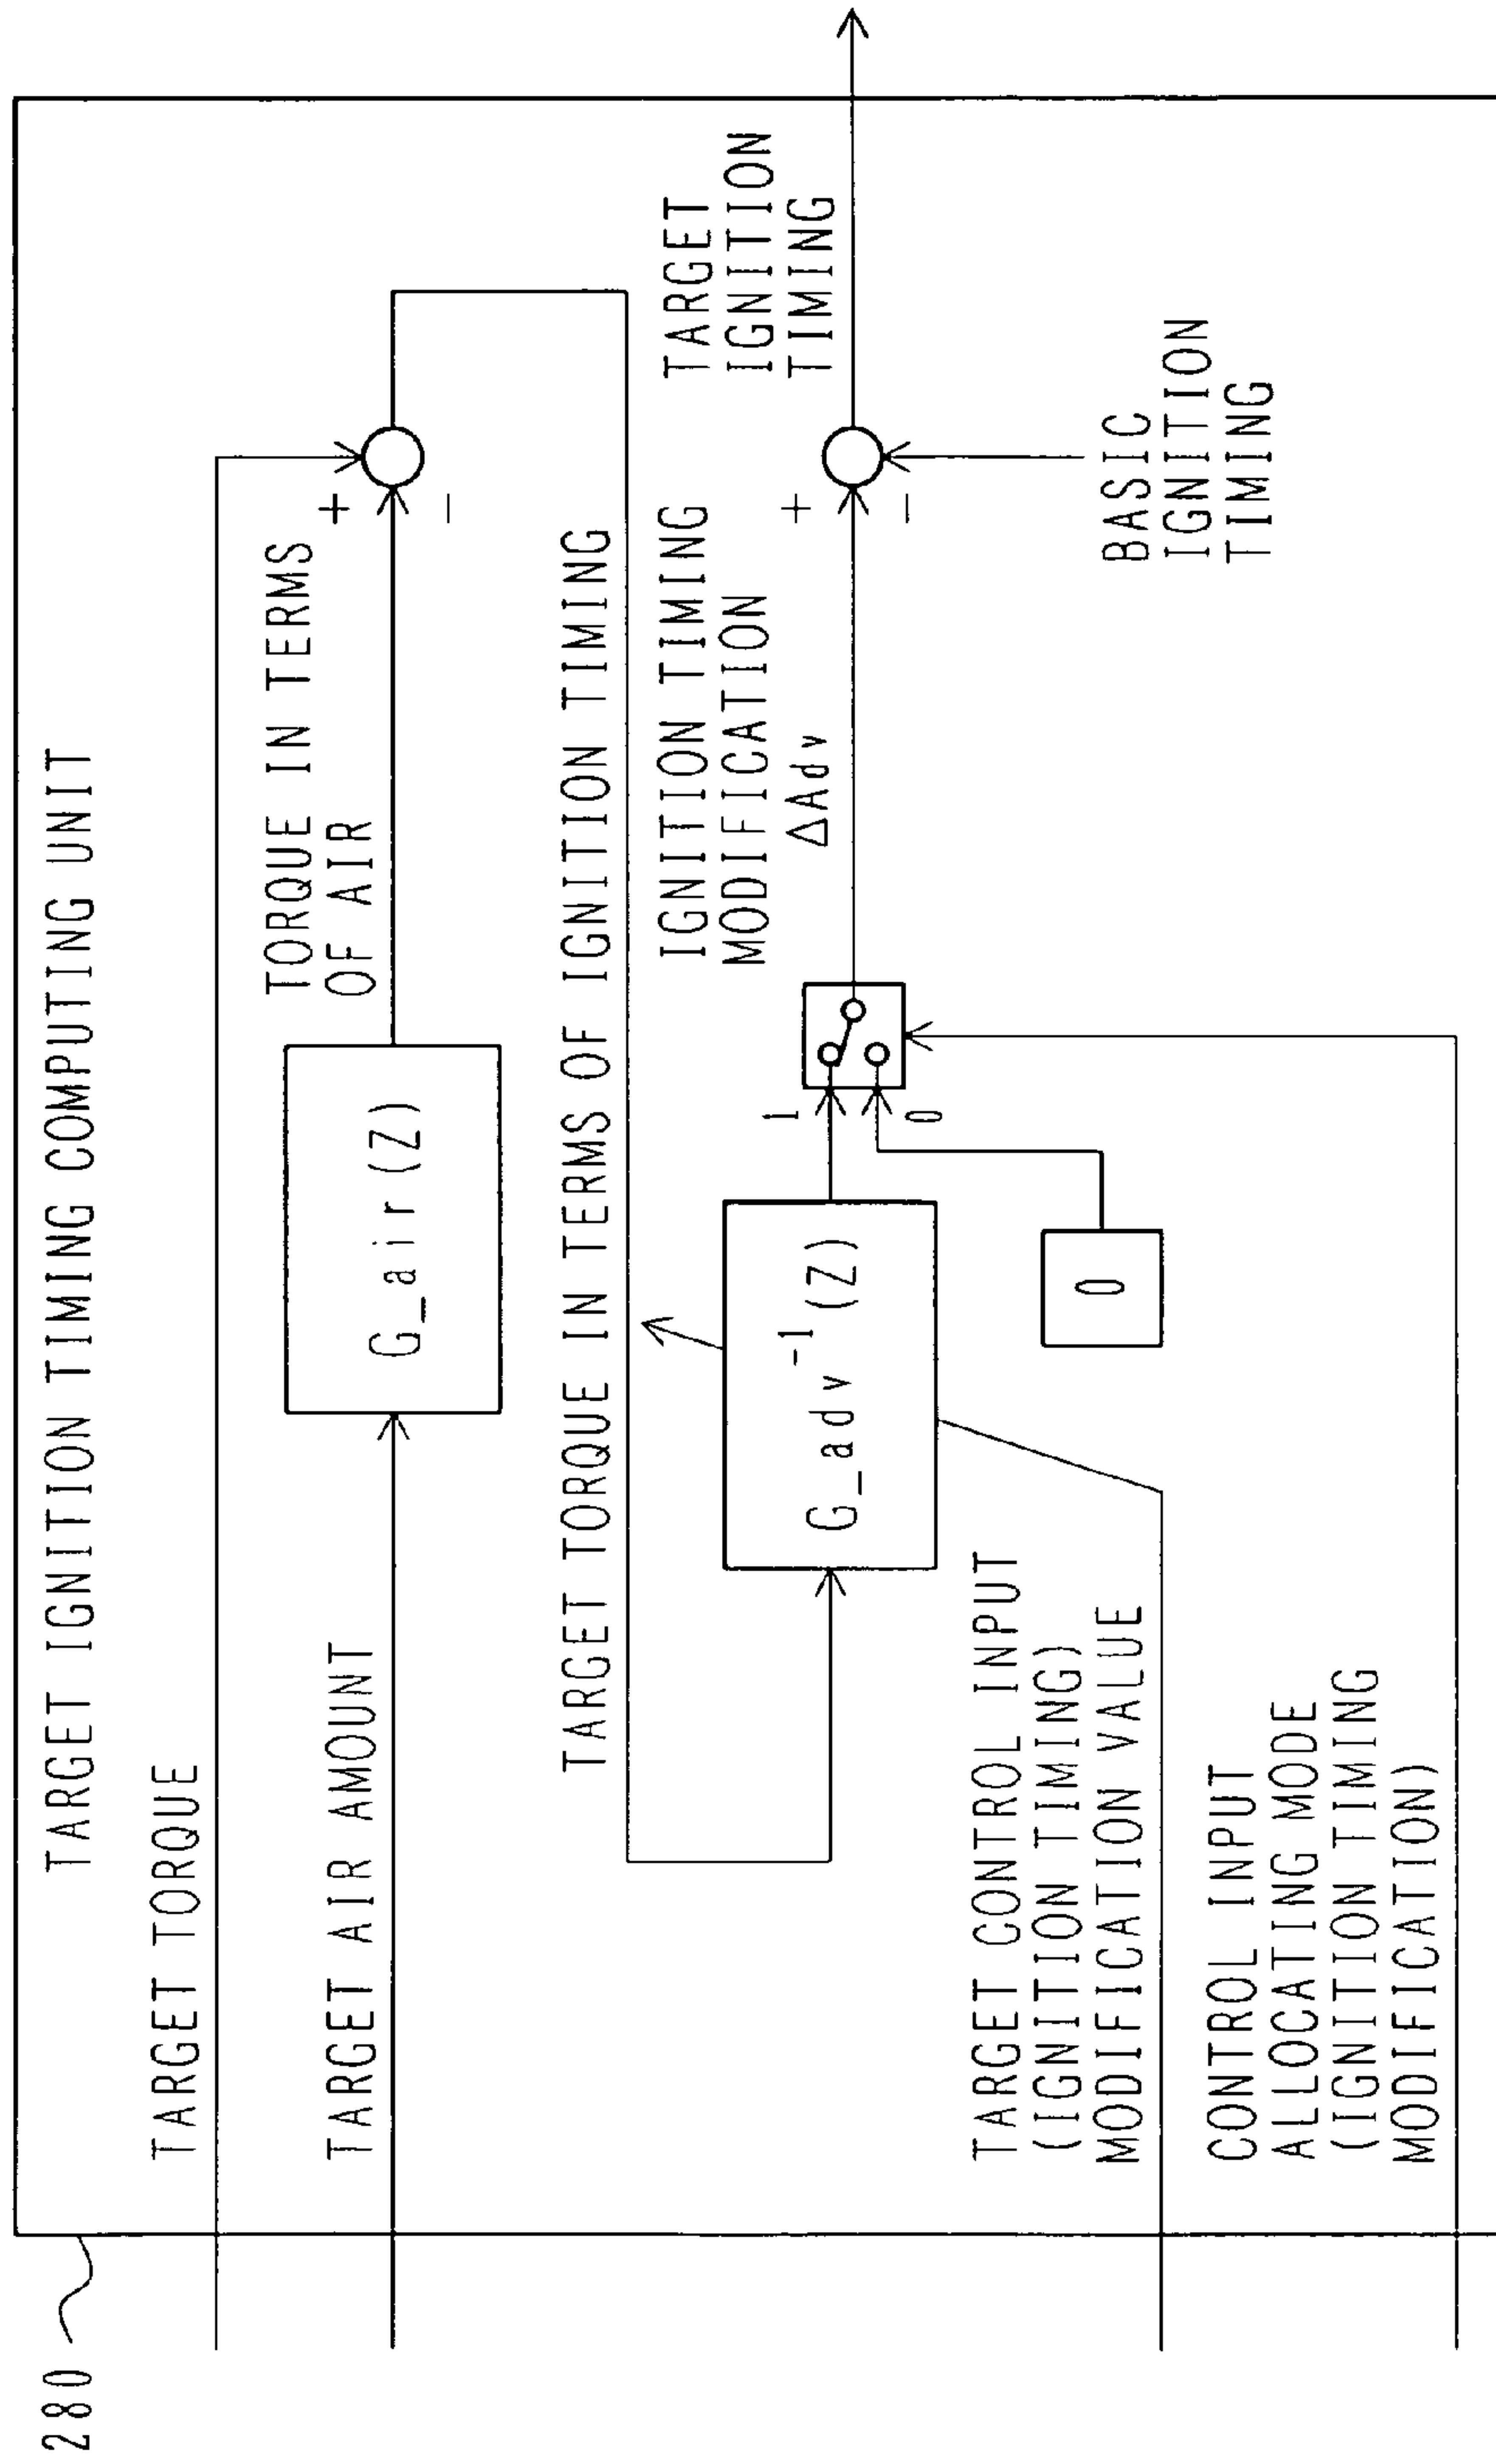 280
TARGET IGNITION TIMING COMPUTING UNIT
TARGET TORQUE
TARGET AIR AMOUNT
G_air(Z)
TORQUE IN TERMS
OF AIR
+
-
TARGET TORQUE IN TERMS OF IGNITION TIMING
G_adv⁻¹(Z)
1
0
0
IGNITION TIMING
MODIFICATION
ΔAdv
+
-
TARGET
IGNITION
TIMING
BASIC
IGNITION
TIMING
TARGET CONTROL INPUT
(IGNITION TIMING)
MODIFICATION VALUE
CONTROL INPUT
ALLOCATING MODE
(IGNITION TIMING
MODIFICATION)